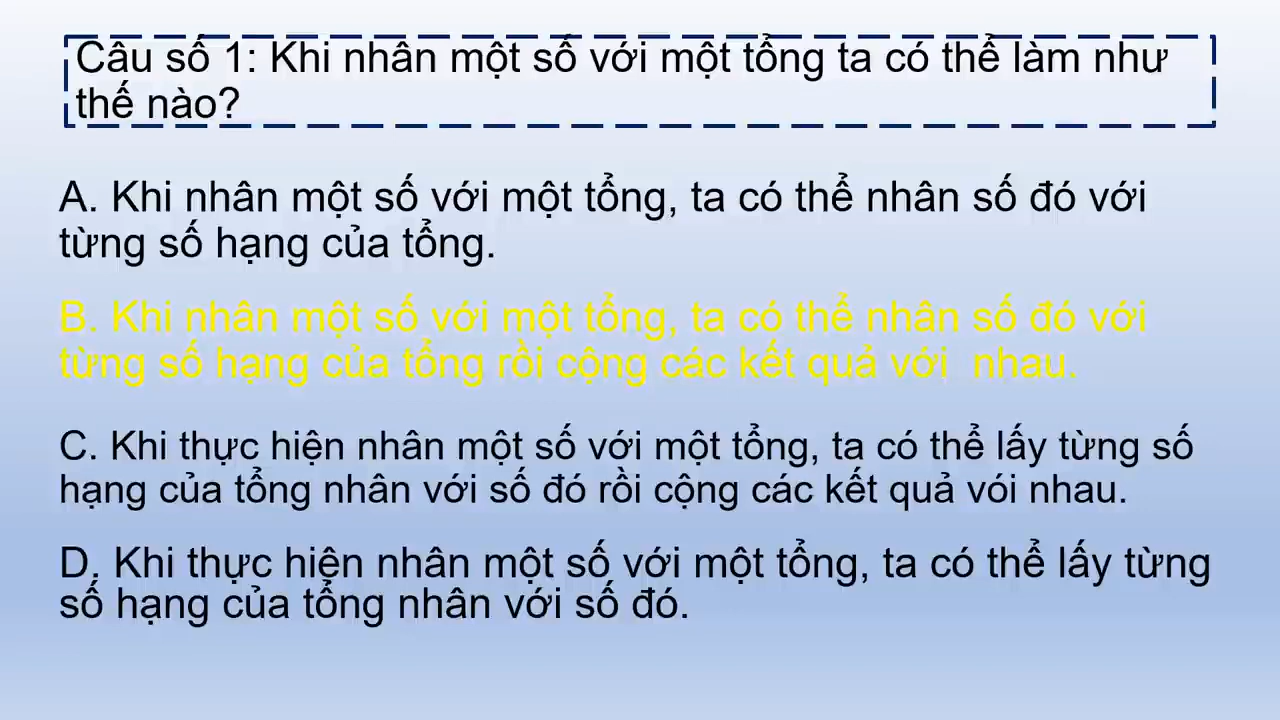 Câu số 1: Khi nhân một số với một tổng ta có thể làm như
thế nào?
A. Khi nhân một số với một tổng, ta có thể nhân số đó với
từng số hạng của tổng.
B. Khi nhân một số với một tổng, ta có thể nhân số đó với
từng số hạng của tổng rồi cộng các kết quả với  nhau.
C. Khi thực hiện nhân một số với một tổng, ta có thể lấy từng số
hạng của tổng nhân với số đó rồi cộng các kết quả vói nhau.
D. Khi thực hiện nhân một số với một tổng, ta có thể lấy từng
số hạng của tổng nhân với số đó.